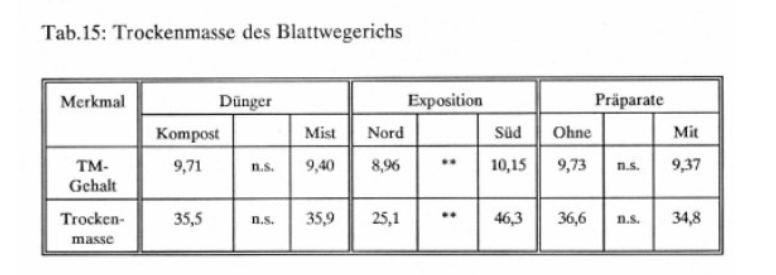 Tab.15: Trockenmasse des Blattwegerichs
Merkmal Dünger Exposition Präparate
Kompost Mist Nord Süd Ohne Mit
TM-
Gehalt 9,71 n.s. 9,40 8,96 ** 10,15 9,73 n.s. 9,37
Trocken-
masse 35,5 n.s. 35,9 25,1 ** 46,3 36,6 n.s. 34,8